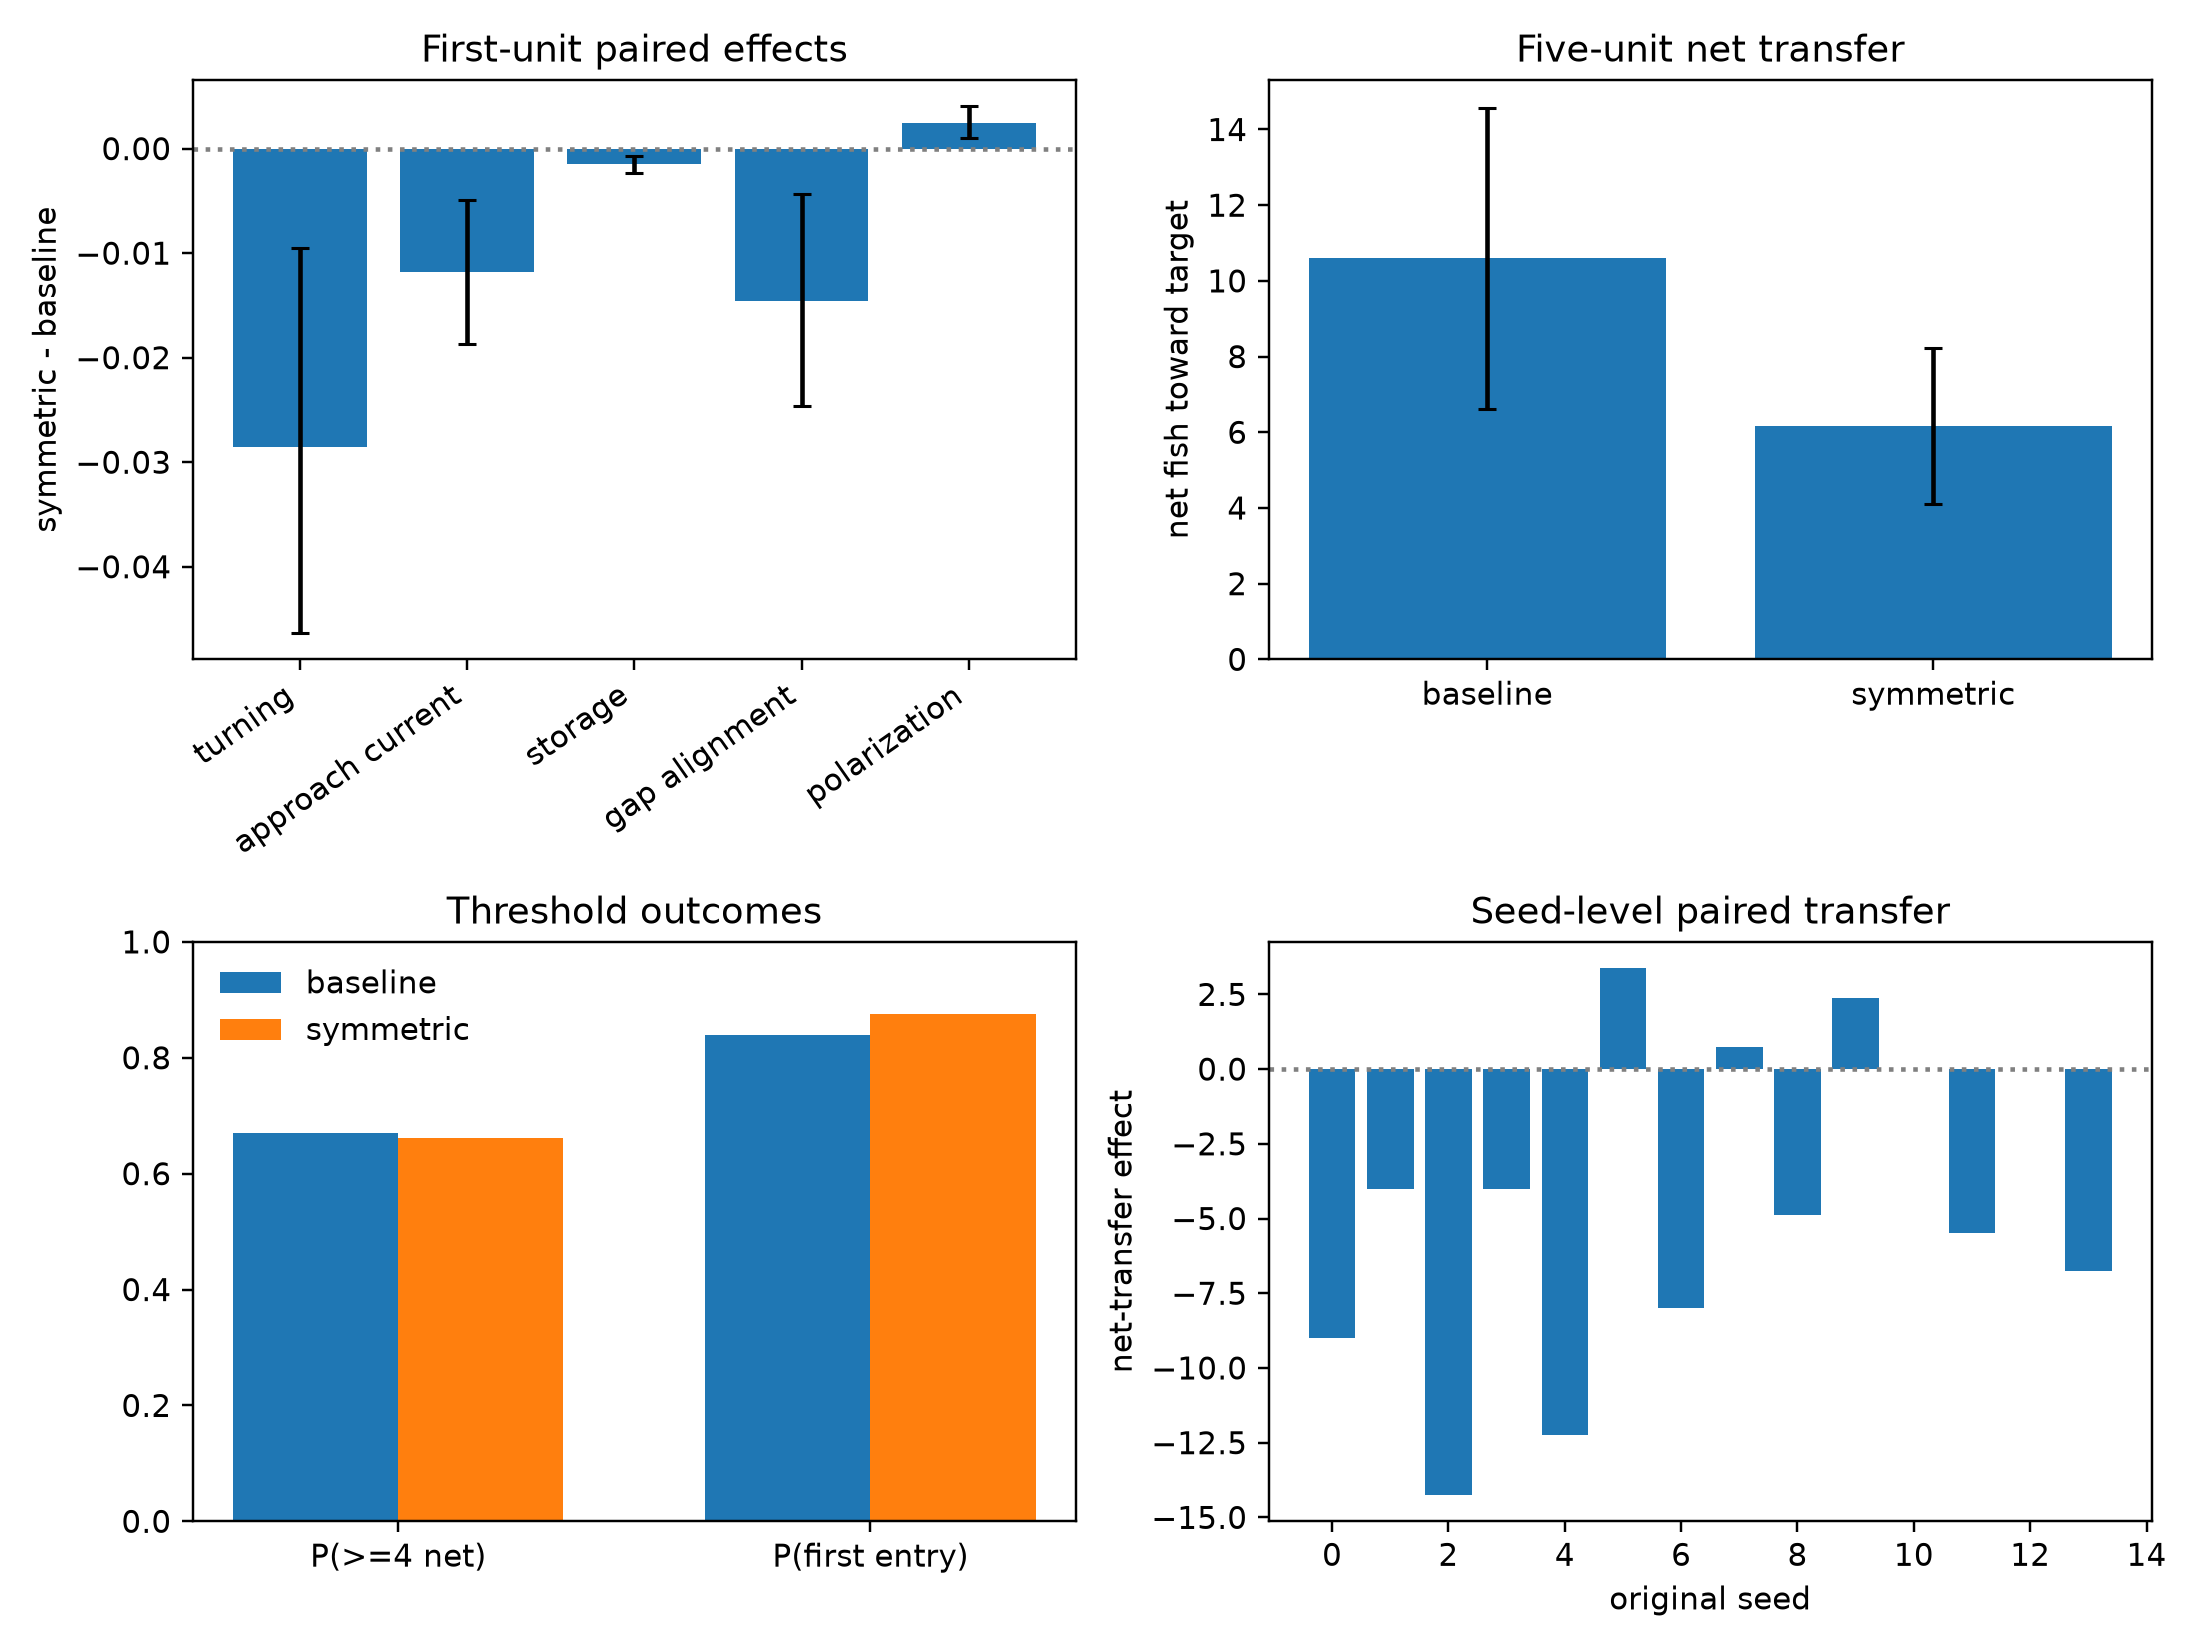 First-unit paired effects
symmetric - baseline
0.00
−0.01
−0.02
−0.03
−0.04
turning
approach current
storage
gap alignment
polarization
Five-unit net transfer
net fish toward target
14
12
10
8
6
4
2
0
baseline
symmetric
Threshold outcomes
1.0
0.8
0.6
0.4
0.2
0.0
baseline
symmetric
P(>=4 net)
P(first entry)
Seed-level paired transfer
net-transfer effect
2.5
0.0
−2.5
−5.0
−7.5
−10.0
−12.5
−15.0
0 2 4 6 8 10 12 14
original seed